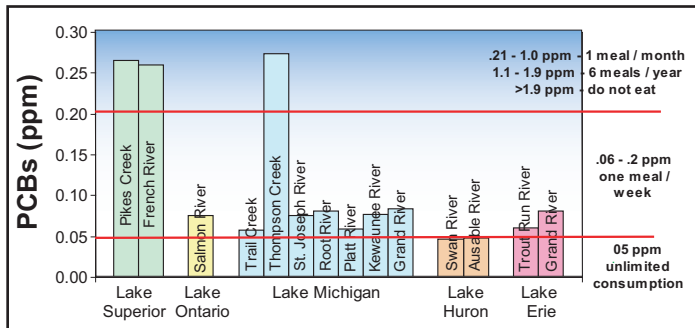 PCBs (ppm)
0.30
0.25
0.20
0.15
0.10
0.05
0.00
.21 - 1.0 ppm - 1 meal / month
1.1 - 1.9 ppm - 6 meals / year
>1.9 ppm - do not eat
.06 - .2 ppm
one meal /
week
05 ppm
unlimited
consumption
Pikes Creek
French River
Salmon River
Trail Creek
Thompson Creek
St. Joseph River
Root River
Platt River
Kewaunee River
Grand River
Swan River
Ausable River
Trout Run River
Grand River
Lake
Superior
Lake
Ontario
Lake Michigan
Lake
Huron
Lake
Erie